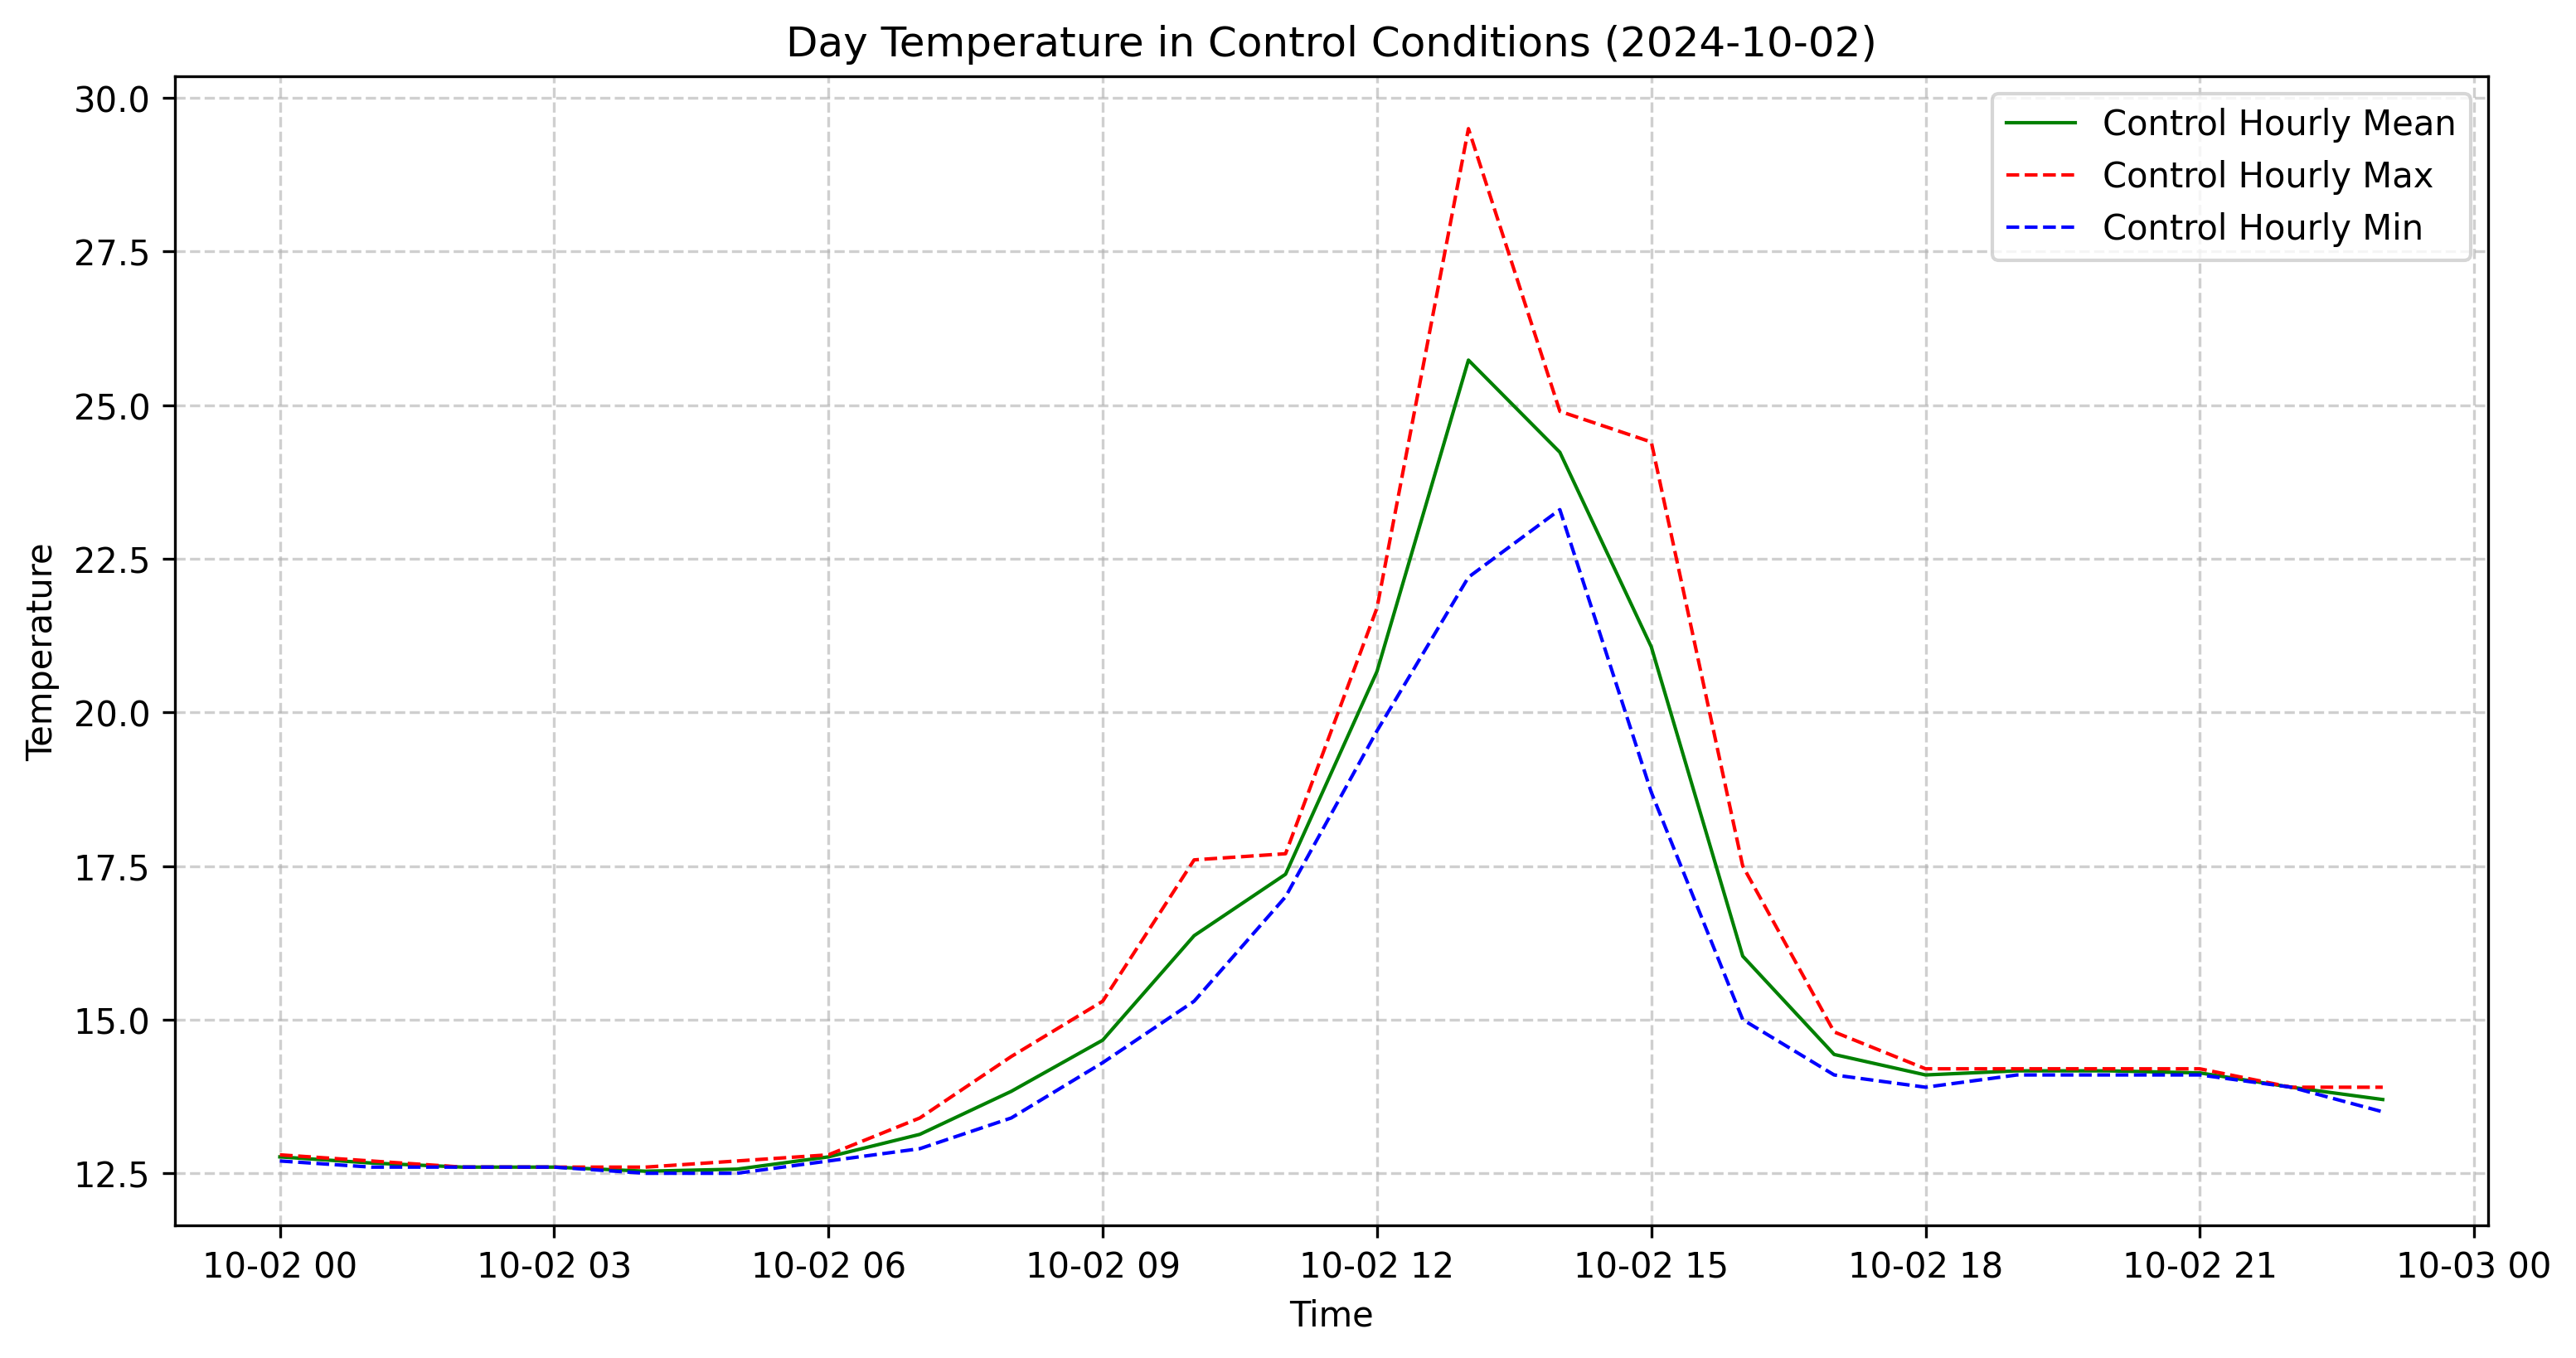 Day Temperature in Control Conditions (2024-10-02)
Control Hourly Mean
Control Hourly Max
Control Hourly Min
Temperature
30.0
27.5
25.0
22.5
20.0
17.5
15.0
12.5
10-02 00 10-02 03 10-02 06 10-02 09 10-02 12 10-02 15 10-02 18 10-02 21 10-03 00
Time